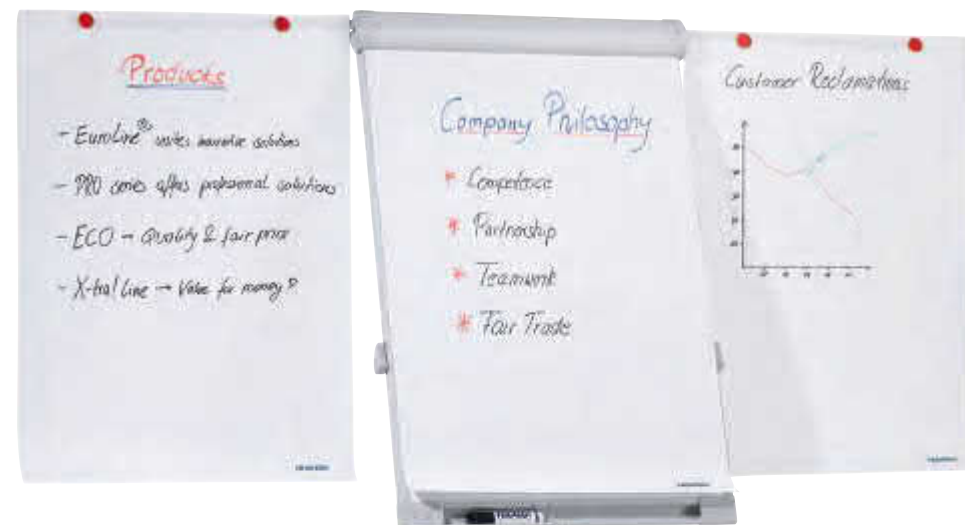 Products
- EuroLine® unites solutions
- PRO series offers professional solutions
- ECO → Quality & fair price
- X-tra!Line → Value for money
Company Philosophy
* Competence
* Partnership
* Teamwork
* Fair Trade
Customer Reclamations